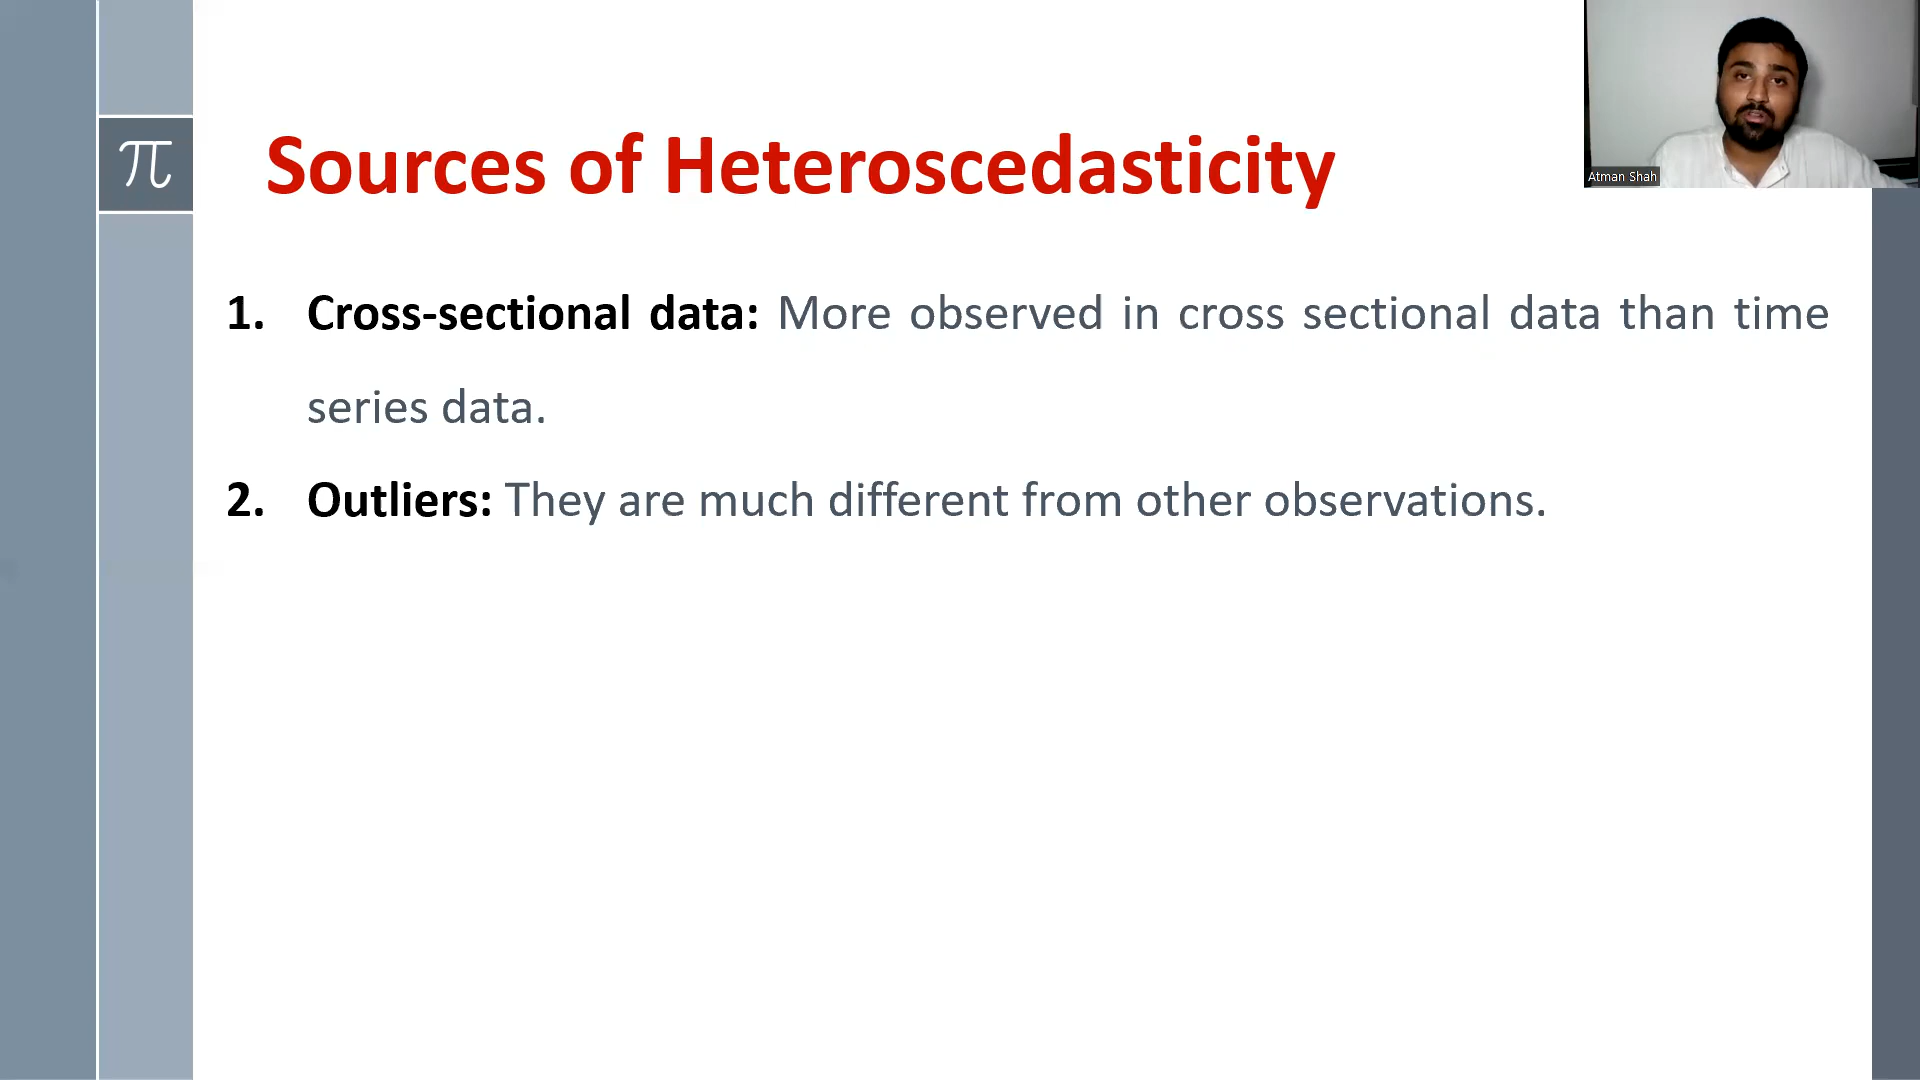 π
Sources of Heteroscedasticity
Atman Shah
1. Cross-sectional data: More observed in cross sectional data than time
series data.
2. Outliers: They are much different from other observations.